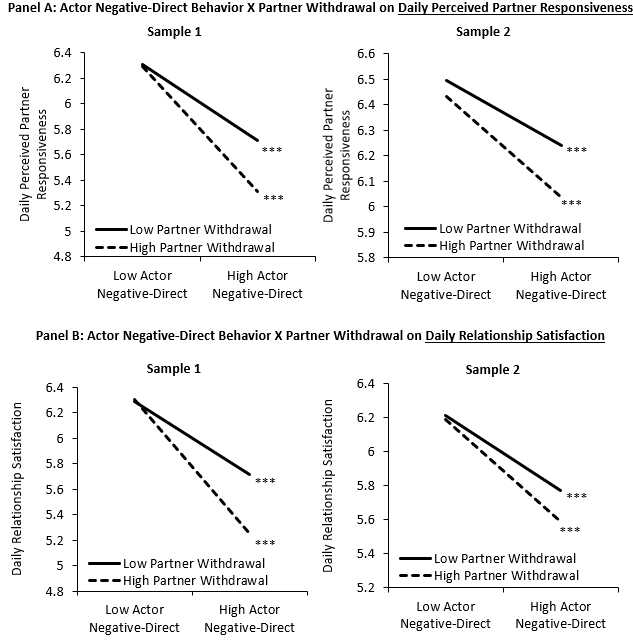 Panel A: Actor Negative-Direct Behavior X Partner Withdrawal on Daily Perceived Partner Responsiveness
Sample 1
Daily Perceived Partner
Responsiveness
6.4
6.2
6
5.8
5.6
5.4
5.2
5
4.8
***
***
Low Partner Withdrawal
High Partner Withdrawal
Low Actor
Negative-Direct
High Actor
Negative-Direct
Sample 2
Daily Perceived Partner
Responsiveness
6.6
6.5
6.4
6.3
6.2
6.1
6
5.9
5.8
***
***
Low Partner Withdrawal
High Partner Withdrawal
Low Actor
Negative-Direct
High Actor
Negative-Direct
Panel B: Actor Negative-Direct Behavior X Partner Withdrawal on Daily Relationship Satisfaction
Sample 1
Daily Relationship Satisfaction
6.4
6.2
6
5.8
5.6
5.4
5.2
5
4.8
***
***
Low Partner Withdrawal
High Partner Withdrawal
Low Actor
Negative-Direct
High Actor
Negative-Direct
Sample 2
Daily Relationship Satisfaction
6.4
6.2
6
5.8
5.6
5.4
5.2
***
***
Low Partner Withdrawal
High Partner Withdrawal
Low Actor
Negative-Direct
High Actor
Negative-Direct